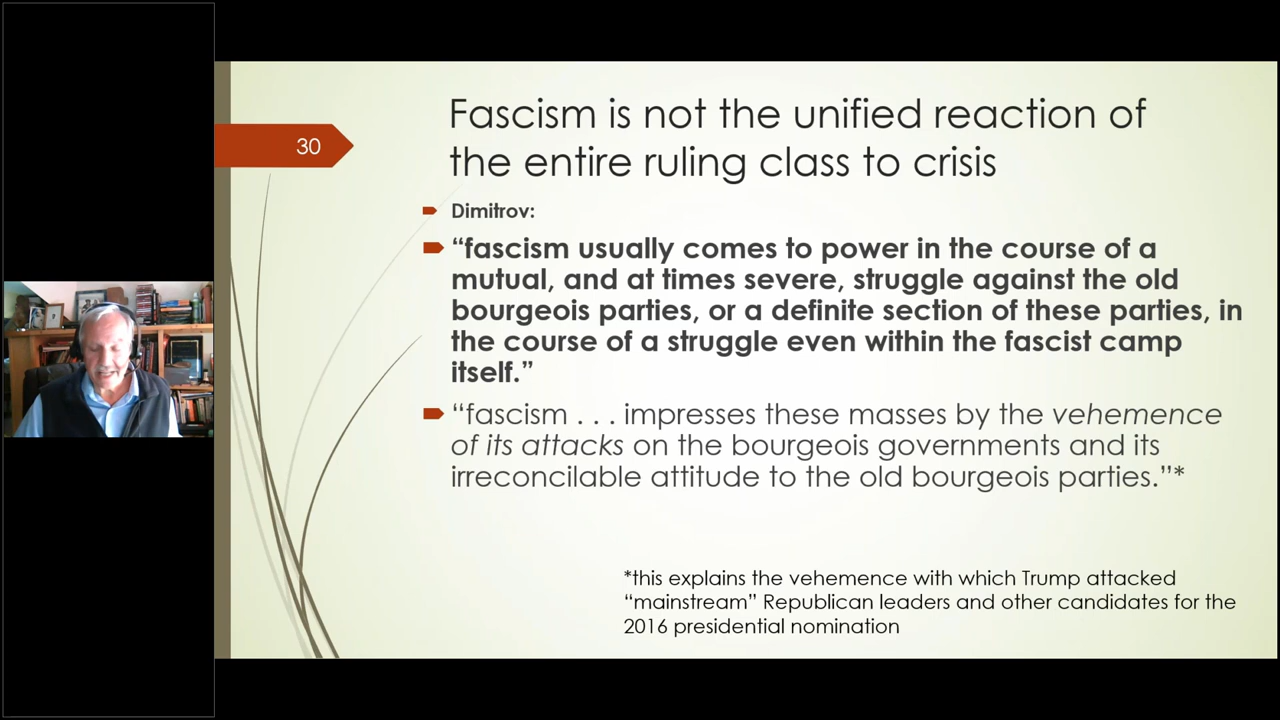 30
Fascism is not the unified reaction of
the entire ruling class to crisis
Dimitrov:
“fascism usually comes to power in the course of a
mutual, and at times severe, struggle against the old
bourgeois parties, or a definite section of these parties, in
the course of a struggle even within the fascist camp
itself.”
“fascism . . . impresses these masses by the vehemence
of its attacks on the bourgeois governments and its
irreconcilable attitude to the old bourgeois parties.”*
*this explains the vehemence with which Trump attacked
“mainstream” Republican leaders and other candidates for the
2016 presidential nomination